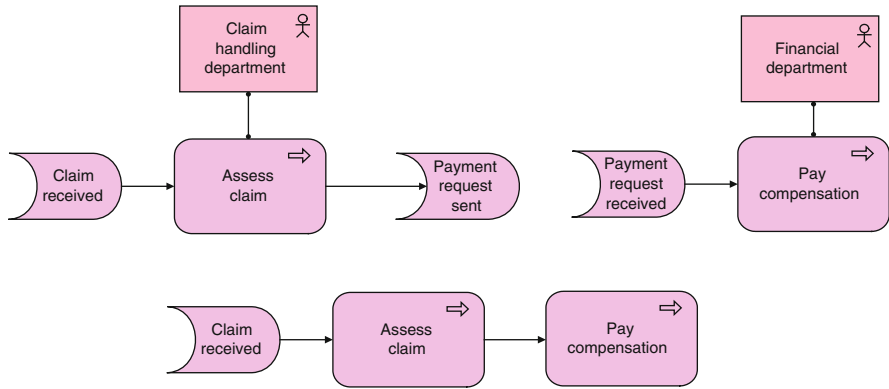 Claim
handling
department
Financial
department
Claim
received
Assess
claim
Payment
request
sent
Payment
request
received
Pay
compensation
Claim
received
Assess
claim
Pay
compensation